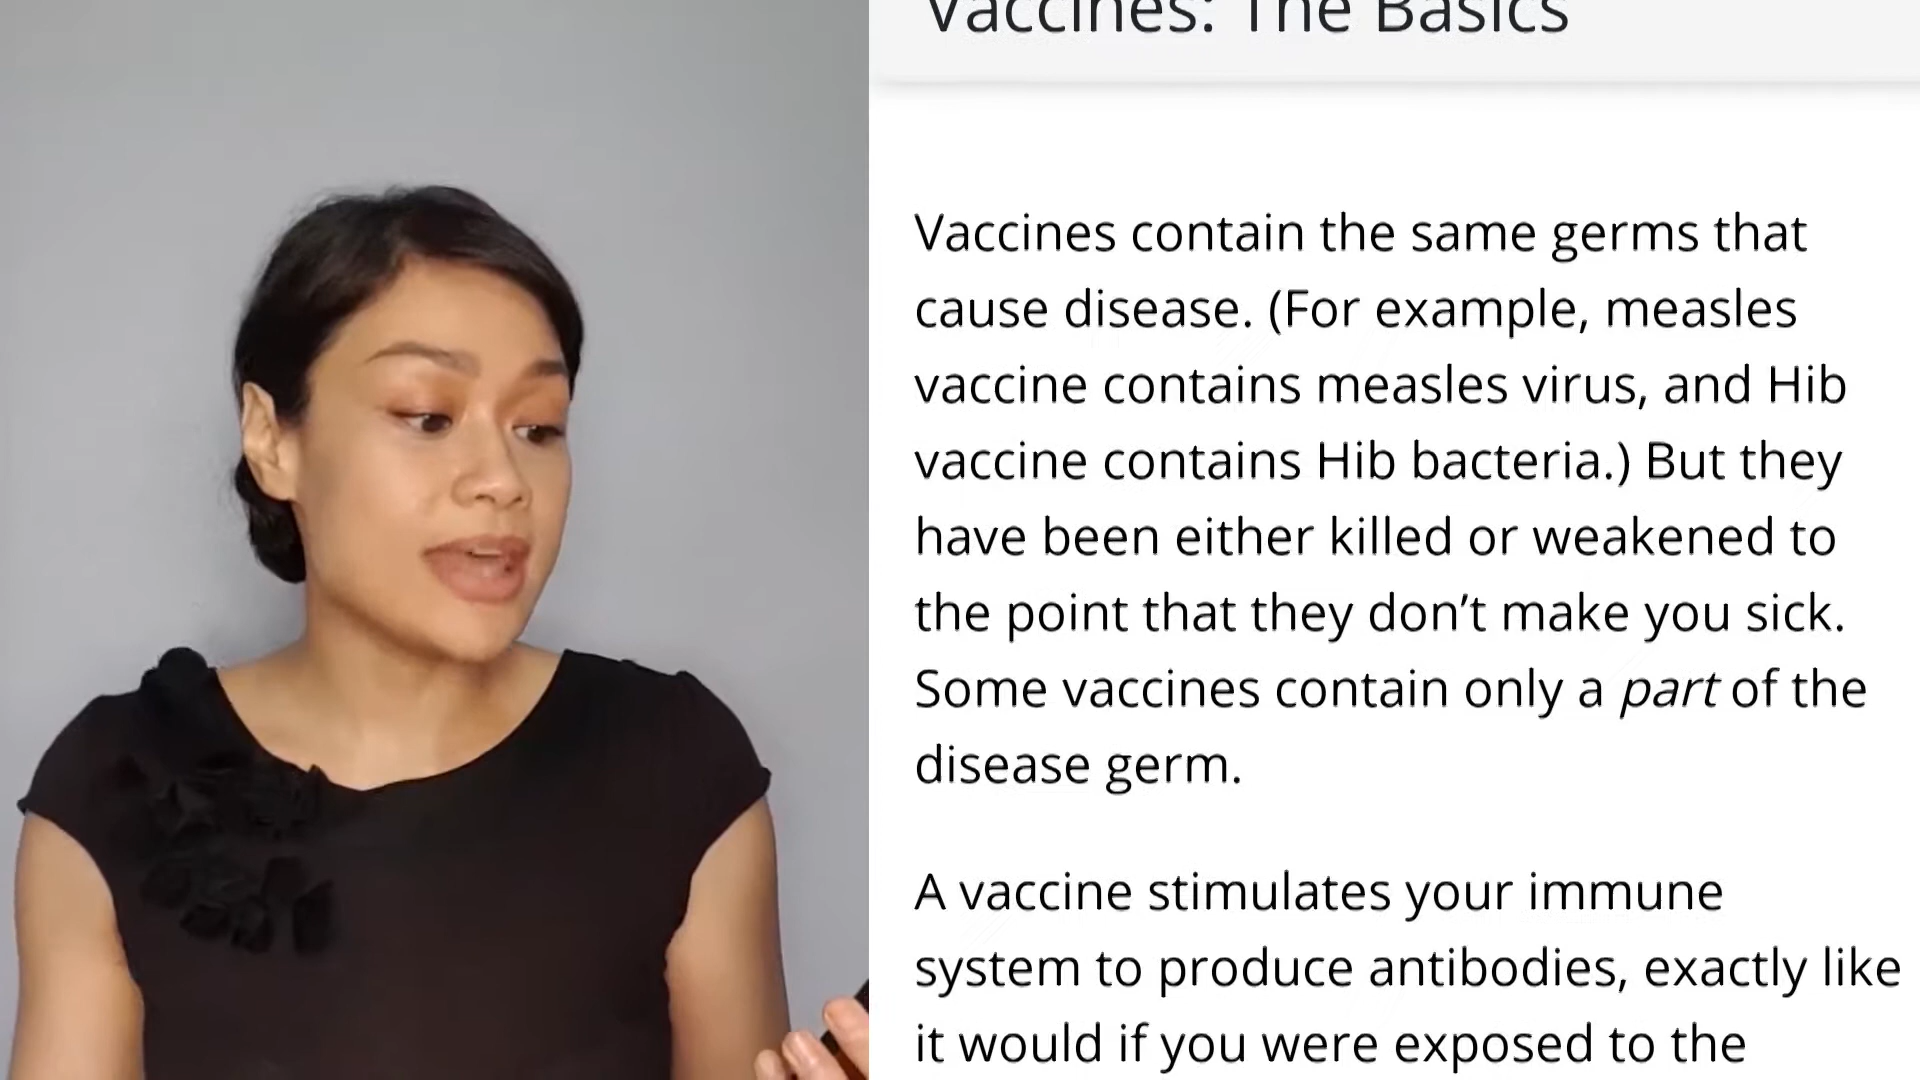 Vaccines: The Basics
Vaccines contain the same germs that
cause disease. (For example, measles
vaccine contains measles virus, and Hib
vaccine contains Hib bacteria.) But they
have been either killed or weakened to
the point that they don’t make you sick.
Some vaccines contain only a part of the
disease germ.
A vaccine stimulates your immune
system to produce antibodies, exactly like
it would if you were exposed to the